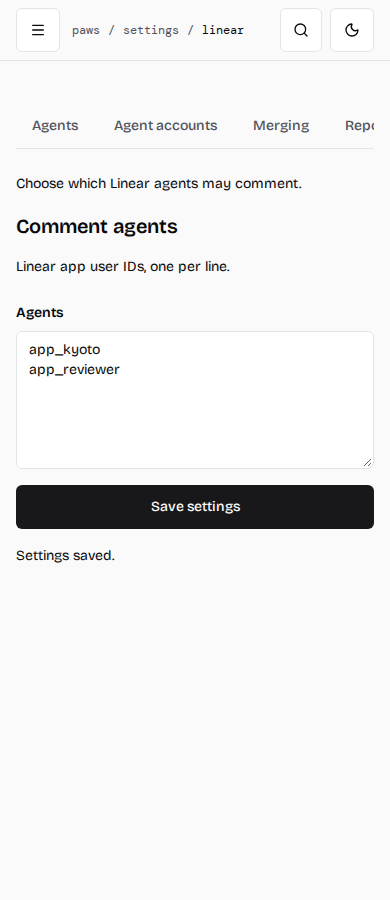 paws / settings / linear
Agents Agent accounts Merging Repo
Choose which Linear agents may comment.
Comment agents
Linear app user IDs, one per line.
Agents
app_kyoto
app_reviewer
Save settings
Settings saved.